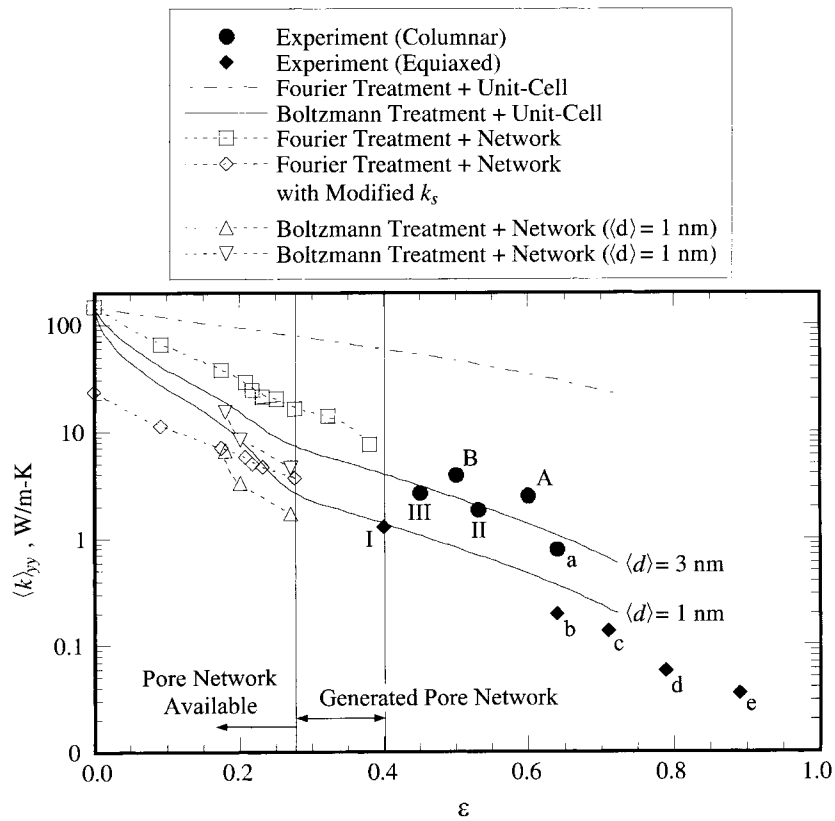 Experiment (Columnar)
Experiment (Equiaxed)
Fourier Treatment + Unit-Cell
Boltzmann Treatment + Unit-Cell
Fourier Treatment + Network
Fourier Treatment + Network
with Modified kₛ
Boltzmann Treatment + Network (⟨d⟩ = 1 nm)
Boltzmann Treatment + Network (⟨d⟩ = 1 nm)
100
10
1
0.1
0
⟨k⟩yy , W/m-K
B
A
III
II
I
a
⟨d⟩ = 3 nm
⟨d⟩ = 1 nm
b
c
d
e
Pore Network
Available
Generated Pore Network
0.0
0.2
0.4
0.6
0.8
1.0
ε